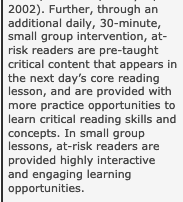 2002). Further, through an
additional daily, 30-minute,
small group intervention, at-
risk readers are pre-taught
critical content that appears in
the next day's core reading
lesson, and are provided with
more practice opportunities to
learn critical reading skills and
concepts. In small group
lessons, at-risk readers are
provided highly interactive
and engaging learning
opportunities.